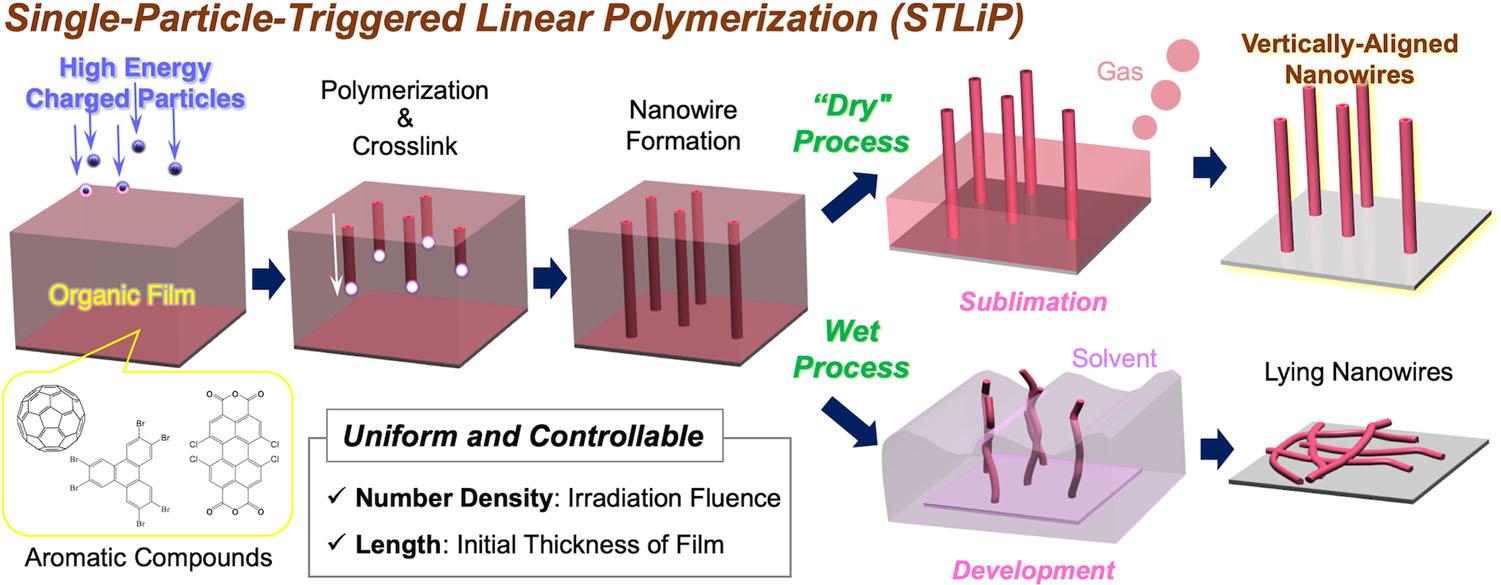 Single-Particle-Triggered Linear Polymerization (STLiP)
High Energy
Charged Particles
Organic Film
Polymerization
&
Crosslink
Nanowire
Formation
“Dry"
Process
Gas
Sublimation
Vertically-Aligned
Nanowires
Wet
Process
Solvent
Development
Lying Nanowires
Br
Br
Br
Br
Br
Br
O
O
O
Cl
Cl
Cl
Cl
O
O
O
Aromatic Compounds
Uniform and Controllable
✓ Number Density: Irradiation Fluence
✓ Length: Initial Thickness of Film